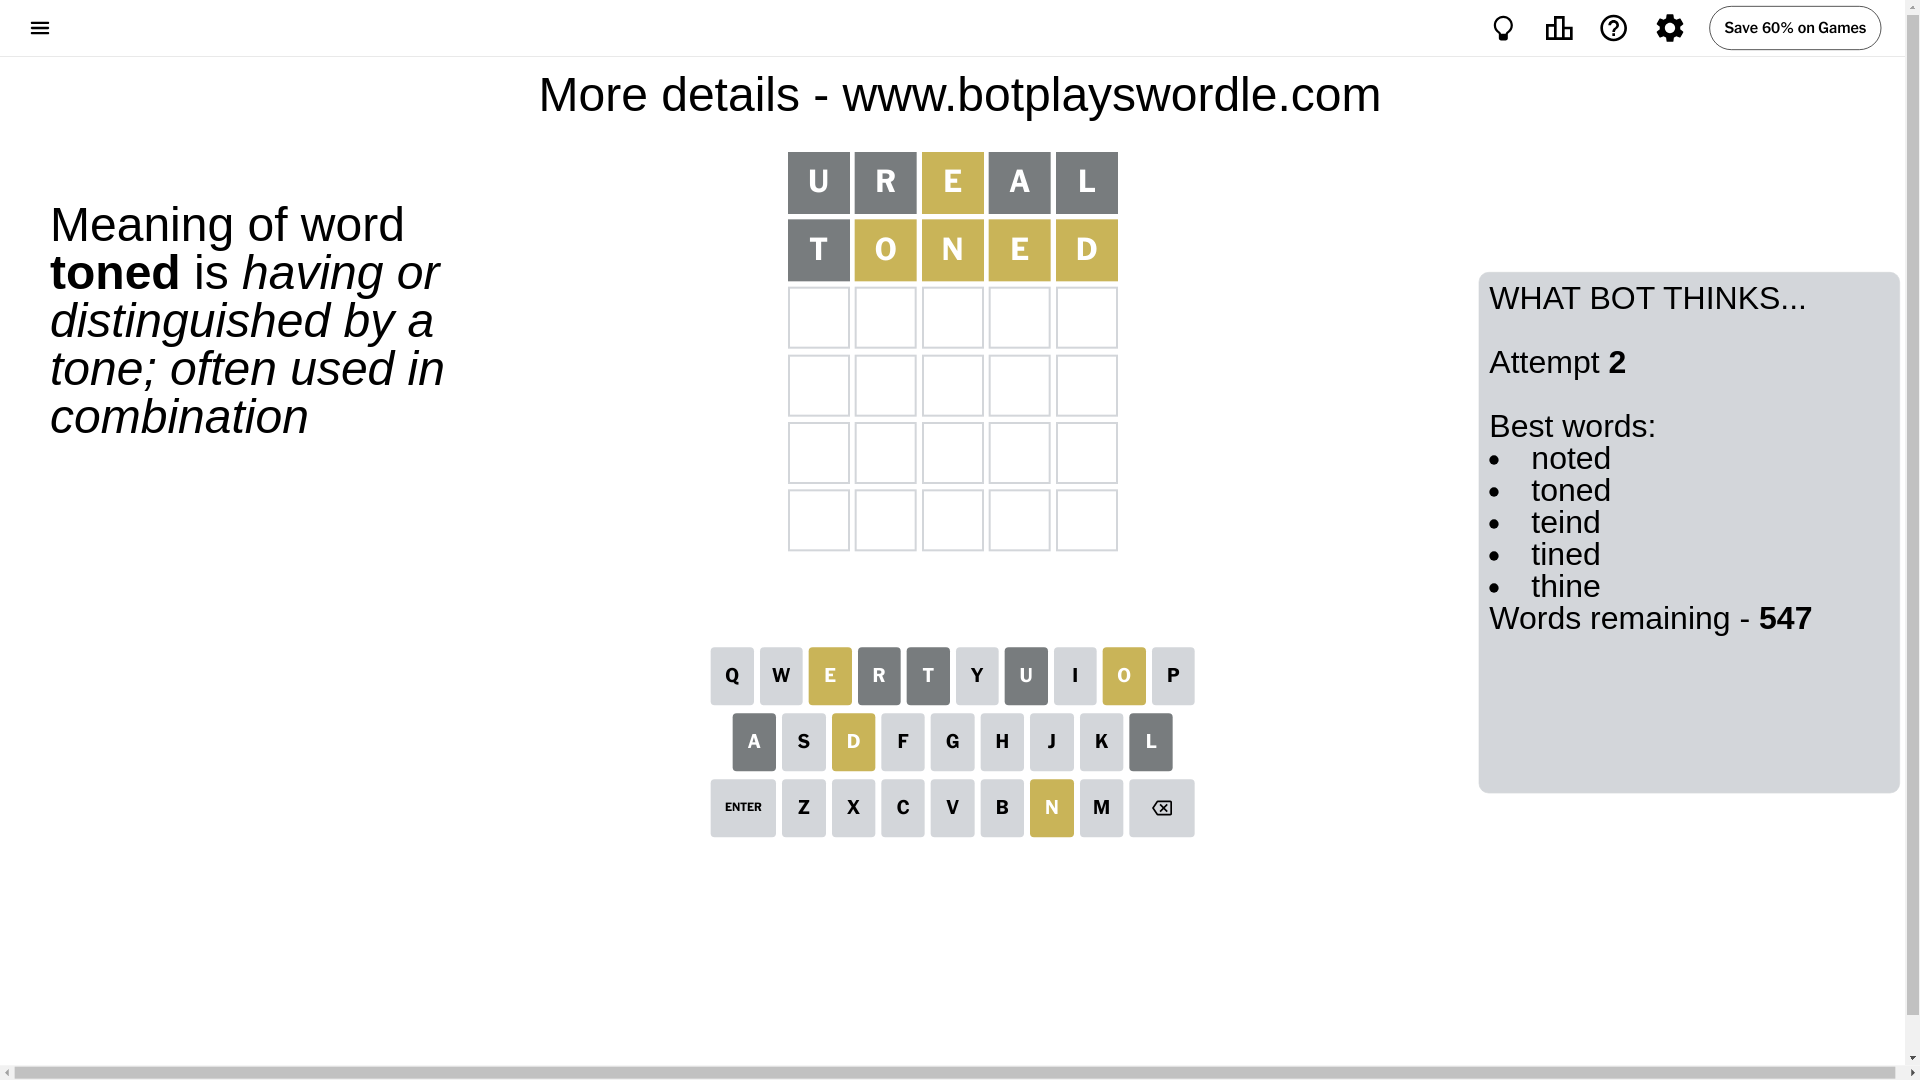 Save 60% on Games
More details - www.botplayswordle.com
Meaning of word
toned is having or
distinguished by a
tone; often used in
combination
U R E A L
T O N E D
WHAT BOT THINKS...
Attempt 2
Best words:
• noted
• toned
• teind
• tined
• thine
Words remaining - 547
Q W E R T Y U I O P
A S D F G H J K L
ENTER Z X C V B N M